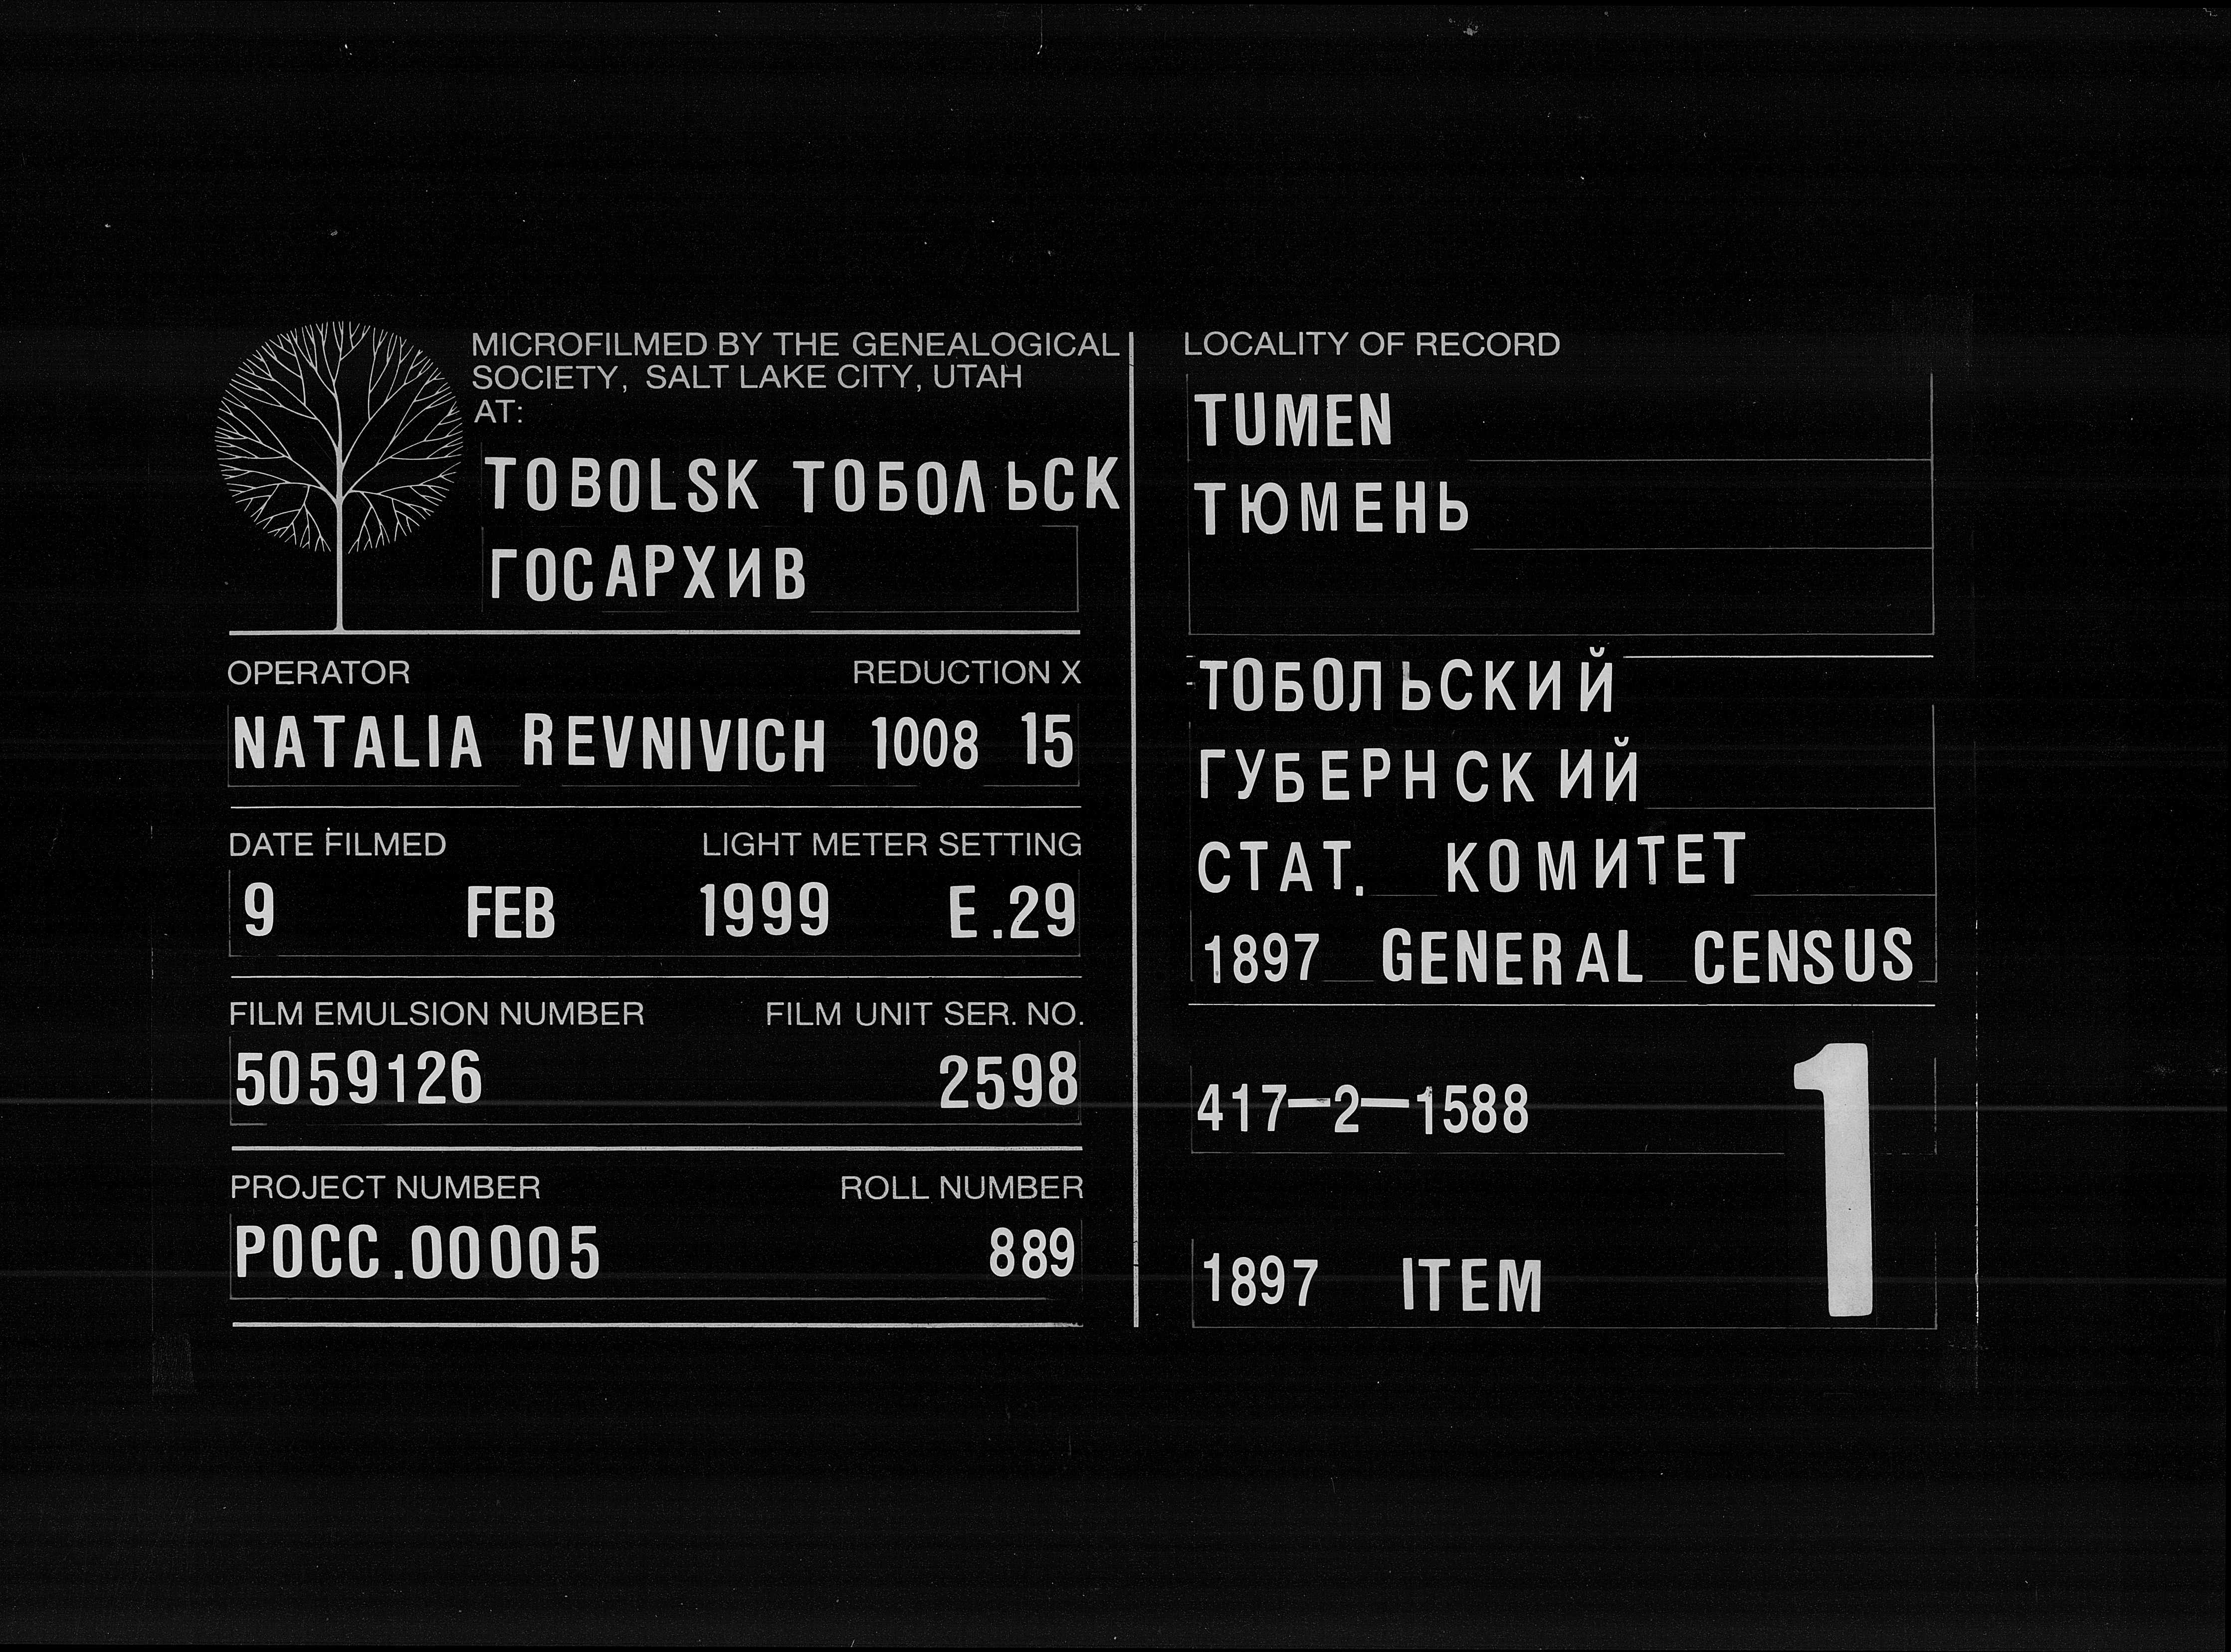 MICROFILMED BY THE GENEALOGICAL
SOCIETY, SALT LAKE CITY, UTAH
AT:
TOBOLSK ТОБОЛЬСК
ГОСАРХИВ
OPERATOR REDUCTION X
NATALIA REVNIVICH 1008 15
DATE FILMED LIGHT METER SETTING
9 FEB 1999 E.29
FILM EMULSION NUMBER FILM UNIT SER. NO.
5059126 2598
PROJECT NUMBER ROLL NUMBER
РОСС.00005 889
LOCALITY OF RECORD
TUMEN
ТЮМЕНЬ
ТОБОЛЬСКИЙ
ГУБЕРНСКИЙ
СТАТ. КОМИТЕТ
1897 GENERAL CENSUS
417-2-1588
1897 ITEM 1